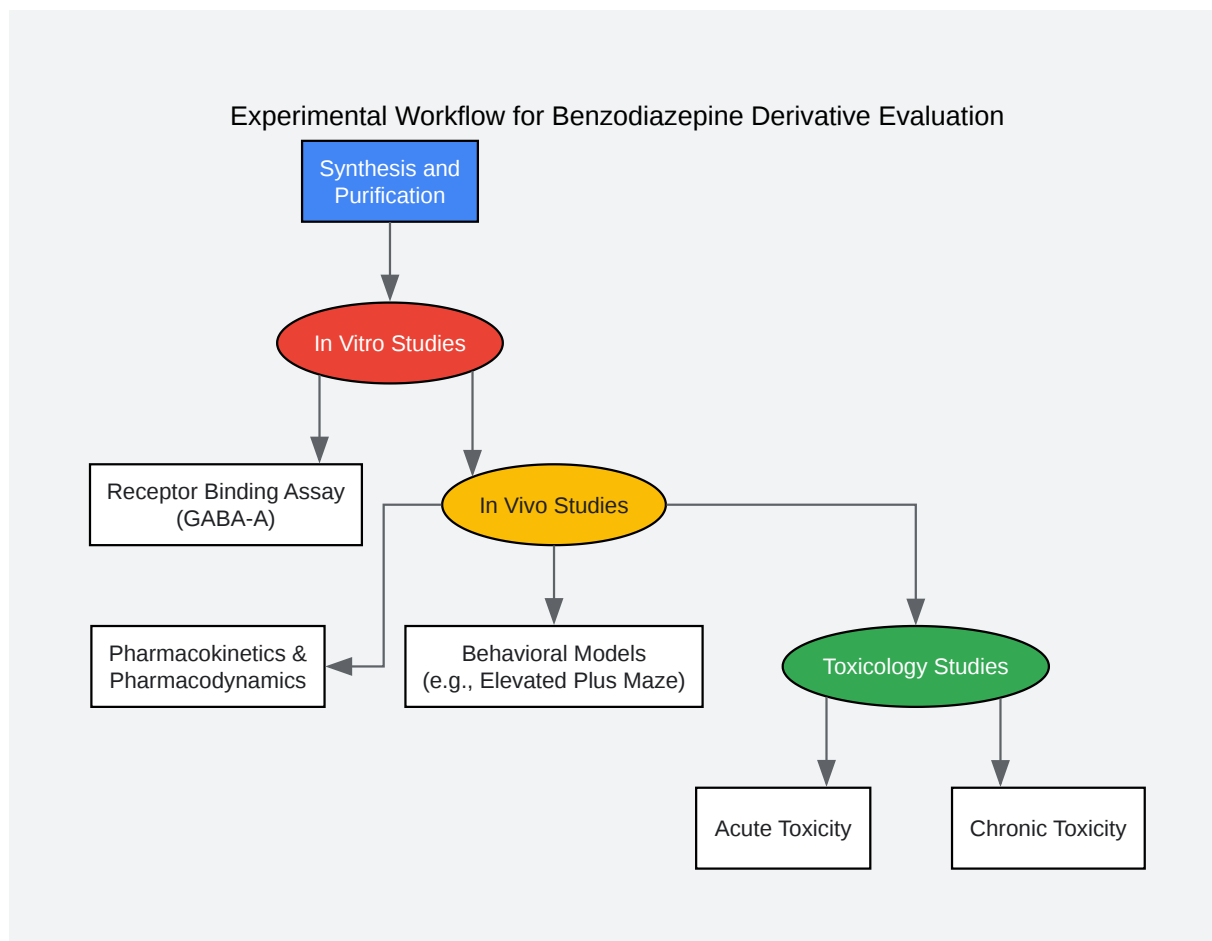 Experimental Workflow for Benzodiazepine Derivative Evaluation
Synthesis and
Purification
In Vitro Studies
Receptor Binding Assay
(GABA-A)
In Vivo Studies
Pharmacokinetics &
Pharmacodynamics
Behavioral Models
(e.g., Elevated Plus Maze)
Toxicology Studies
Acute Toxicity
Chronic Toxicity